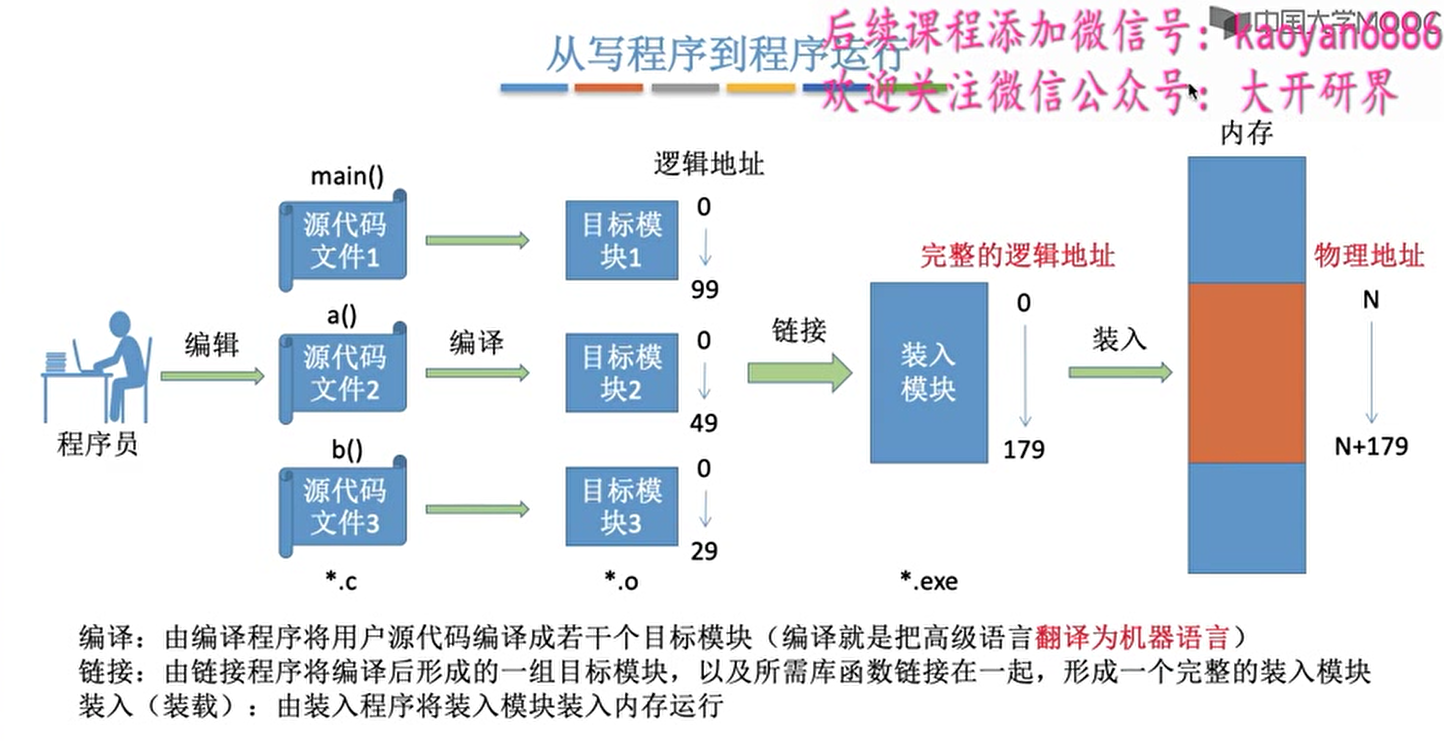 中国大学MOOC
后续课程添加微信号：kaoyan6886
从写程序到程序运行
欢迎关注微信公众号：大开研界
内存
逻辑地址
main()
源代码
文件1
目标模
块1
0
99
完整的逻辑地址
物理地址
程序员
编辑
a()
源代码
文件2
编译
目标模
块2
0
49
链接
装入
模块
0
179
装入
N
N+179
b()
源代码
文件3
目标模
块3
0
29
*.c
*.o
*.exe
编译：由编译程序将用户源代码编译成若干个目标模块（编译就是把高级语言翻译为机器语言）
链接：由链接程序将编译后形成的一组目标模块，以及所需库函数链接在一起，形成一个完整的装入模块
装入（装载）：由装入程序将装入模块装入内存运行